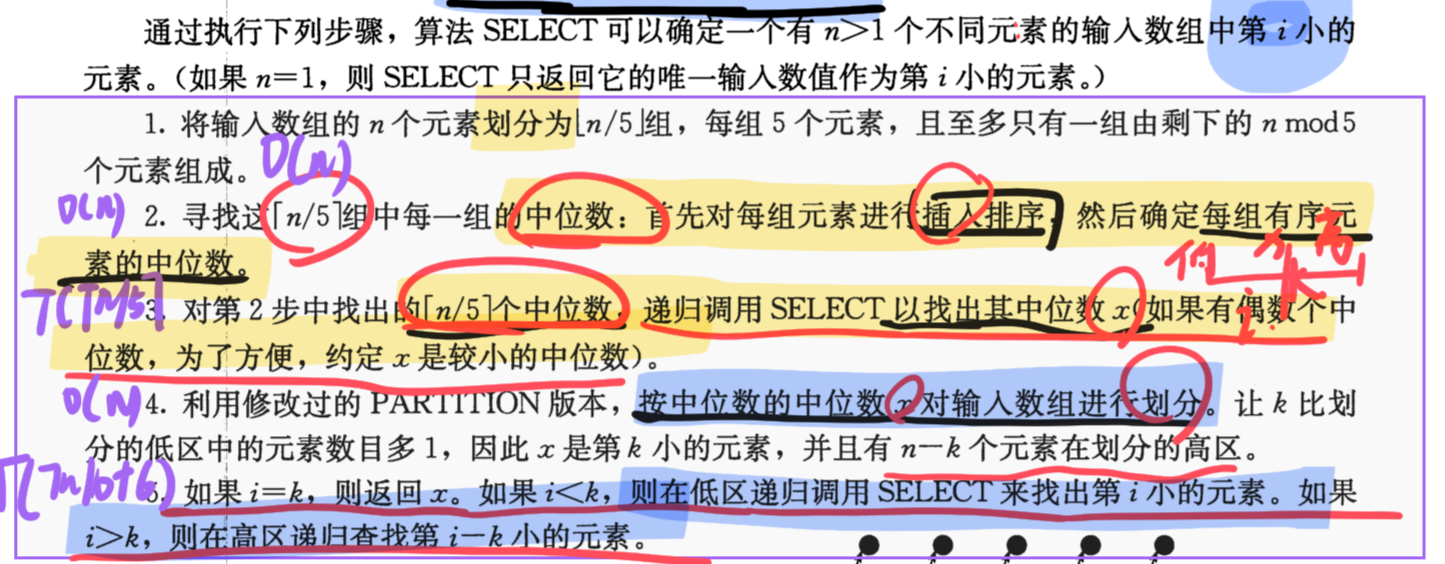 通过执行下列步骤，算法 SELECT 可以确定一个有 n>1 个不同元素的输入数组中第 i 小的
元素。（如果 n=1，则 SELECT 只返回它的唯一输入数值作为第 i 小的元素。）
1. 将输入数组的 n 个元素划分为⌊n/5⌋组，每组 5 个元素，且至多只有一组由剩下的 n mod5
个元素组成。
O(n)
O(n)
2. 寻找这⌈n/5⌉组中每一组的中位数：首先对每组元素进行插入排序，然后确定每组有序元
素的中位数。
低 x 高
k
i
T(⌈n/5⌉
3. 对第 2 步中找出的⌈n/5⌉个中位数，递归调用 SELECT 以找出其中位数 x(如果有偶数个中
位数，为了方便，约定 x 是较小的中位数)。
O(n)
4. 利用修改过的 PARTITION 版本，按中位数的中位数 x 对输入数组进行划分。让 k 比划
分的低区中的元素数目多 1，因此 x 是第 k 小的元素，并且有 n-k 个元素在划分的高区。
T(7n/10+6)
5. 如果 i=k，则返回 x。如果 i<k，则在低区递归调用 SELECT 来找出第 i 小的元素。如果
i>k，则在高区递归查找第 i-k 小的元素。